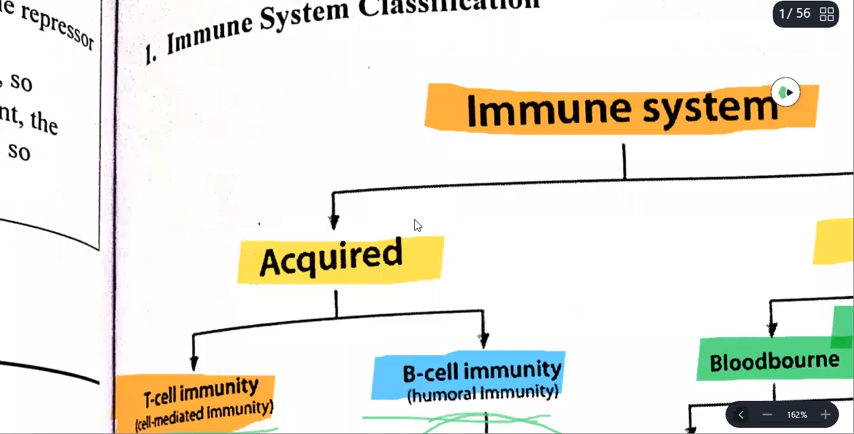 le repressor
, so
nt, the
so
1. Immune System Classification
1/56
Immune system
Acquired
T-cell immunity
(cell-mediated immunity)
B-cell immunity
(humoral Immunity)
Bloodbourne
162%